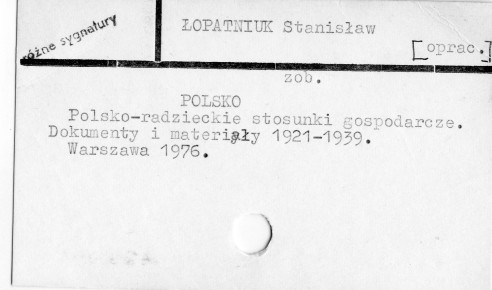 różne sygnatury
ŁOPATNIUK Stanisław
[oprac.]
zob.
POLSKO
Polsko-radzieckie stosunki gospodarcze.
Dokumenty i materiały 1921-1939.
Warszawa 1976.